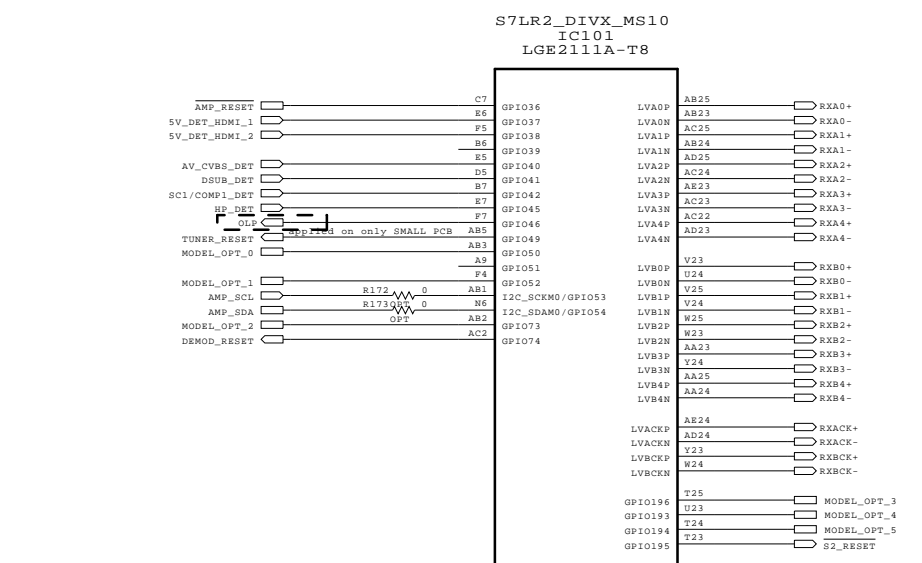 S7LR2_DIVX_MS10
IC101
LGE2111A-T8
AMP_RESET C7 GPIO36 LVA0P AB25 RXA0+
5V_DET_HDMI_1 E6 GPIO37 LVA0N AB23 RXA0-
5V_DET_HDMI_2 F5 GPIO38 LVA1P AC25 RXA1+
B6 GPIO39 LVA1N AB24 RXA1-
AV_CVBS_DET E5 GPIO40 LVA2P AD25 RXA2+
DSUB_DET D5 GPIO41 LVA2N AC24 RXA2-
SC1/COMP1_DET B7 GPIO42 LVA3P AE23 RXA3+
HP_DET E7 GPIO45 LVA3N AC23 RXA3-
OLP F7 GPIO46 LVA4P AC22 RXA4+
applied on only SMALL PCB
TUNER_RESET AB5 GPIO49 LVA4N AD23 RXA4-
MODEL_OPT_0 AB3 GPIO50
A9 GPIO51 LVB0P V23 RXB0+
MODEL_OPT_1 F4 GPIO52 LVB0N U24 RXB0-
AMP_SCL R172 0 AB1 I2C_SCKM0/GPIO53 LVB1P V25 RXB1+
OPT
AMP_SDA R173 0 N6 I2C_SDAM0/GPIO54 LVB1N V24 RXB1-
OPT
MODEL_OPT_2 AB2 GPIO73 LVB2P W25 RXB2+
DEMOD_RESET AC2 GPIO74 LVB2N W23 RXB2-
LVB3P AA23 RXB3+
LVB3N Y24 RXB3-
LVB4P AA25 RXB4+
LVB4N AA24 RXB4-
LVACKP AE24 RXACK+
LVACKN AD24 RXACK-
LVBCKP Y23 RXBCK+
LVBCKN W24 RXBCK-
GPIO196 T25 MODEL_OPT_3
GPIO193 U23 MODEL_OPT_4
GPIO194 T24 MODEL_OPT_5
GPIO195 T23 S2_RESET